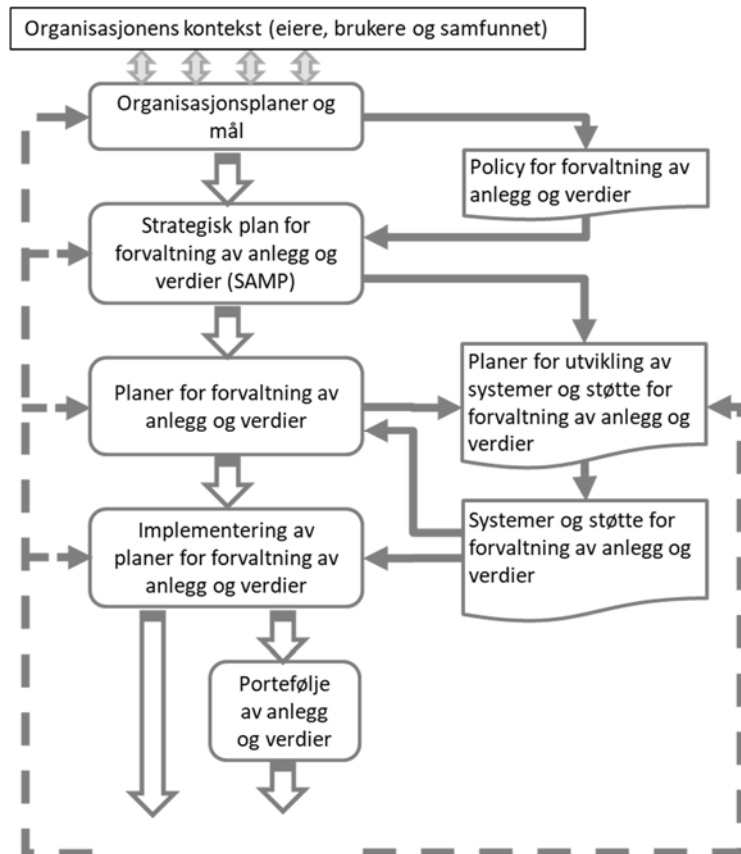 Organisasjonens kontekst (eiere, brukere og samfunnet)
Organisasjonsplaner og
mål
Policy for forvaltning av
anlegg og verdier
Strategisk plan for
forvaltning av anlegg og
verdier (SAMP)
Planer for forvaltning av
anlegg og verdier
Planer for utvikling av
systemer og støtte for
forvaltning av anlegg og
verdier
Implementering av
planer for forvaltning av
anlegg og verdier
Systemer og støtte for
forvaltning av anlegg og
verdier
Portefølje
av anlegg
og verdier